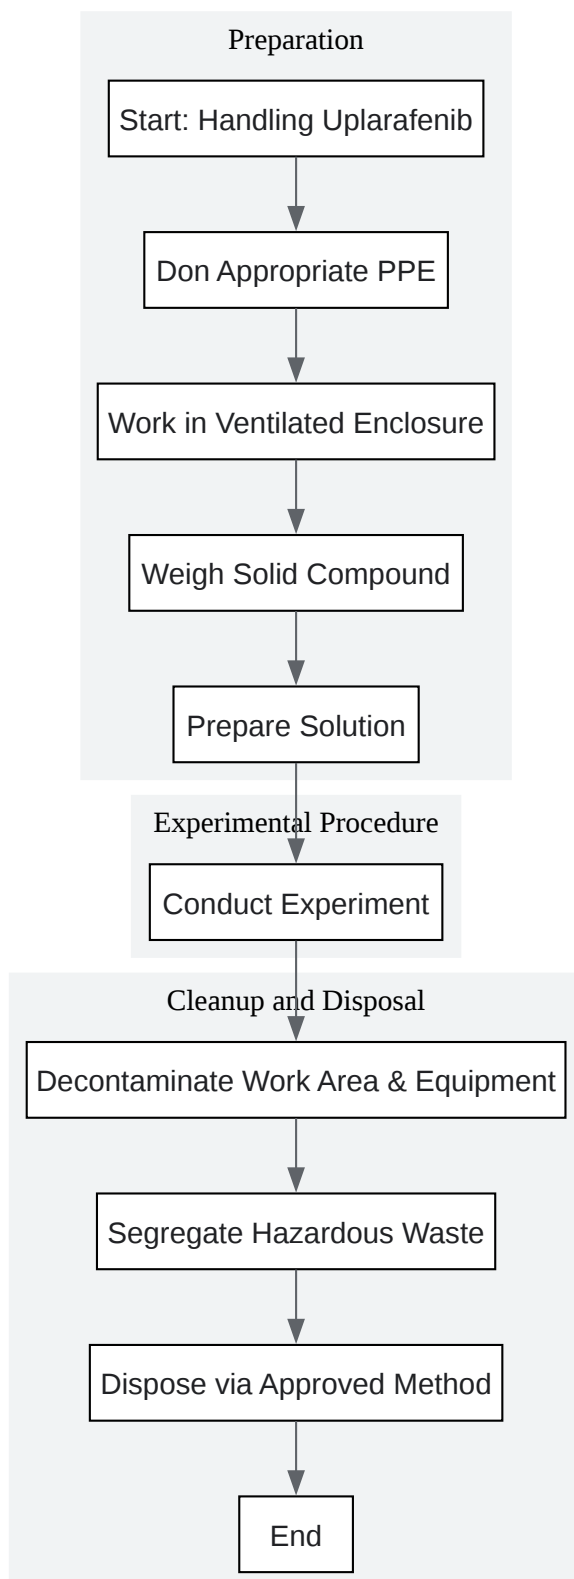 Preparation
Start: Handling Uplarafenib
Don Appropriate PPE
Work in Ventilated Enclosure
Weigh Solid Compound
Prepare Solution
Experimental Procedure
Conduct Experiment
Cleanup and Disposal
Decontaminate Work Area & Equipment
Segregate Hazardous Waste
Dispose via Approved Method
End